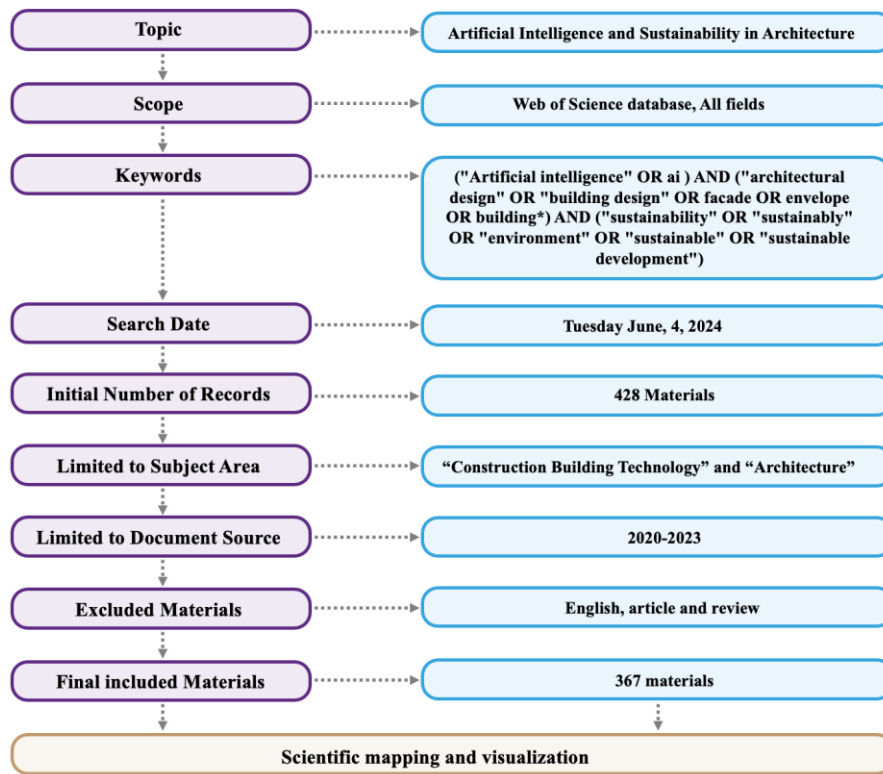 Topic
Artificial Intelligence and Sustainability in Architecture
Scope
Web of Science database, All fields
Keywords
("Artificial intelligence" OR ai ) AND ("architectural
design" OR "building design" OR facade OR envelope
OR building*) AND ("sustainability" OR "sustainably"
OR "environment" OR "sustainable" OR "sustainable
development")
Search Date
Tuesday June, 4, 2024
Initial Number of Records
428 Materials
Limited to Subject Area
“Construction Building Technology” and “Architecture”
Limited to Document Source
2020-2023
Excluded Materials
English, article and review
Final included Materials
367 materials
Scientific mapping and visualization